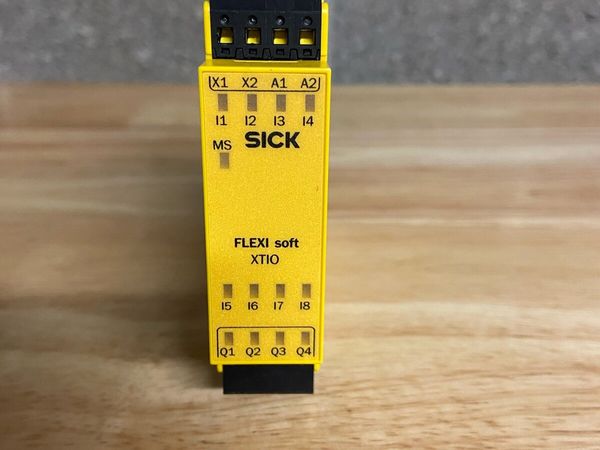 X1 X2 A1 A2
I1 I2 I3 I4
MS SICK
FLEXI soft
XTIO
I5 I6 I7 I8
Q1 Q2 Q3 Q4